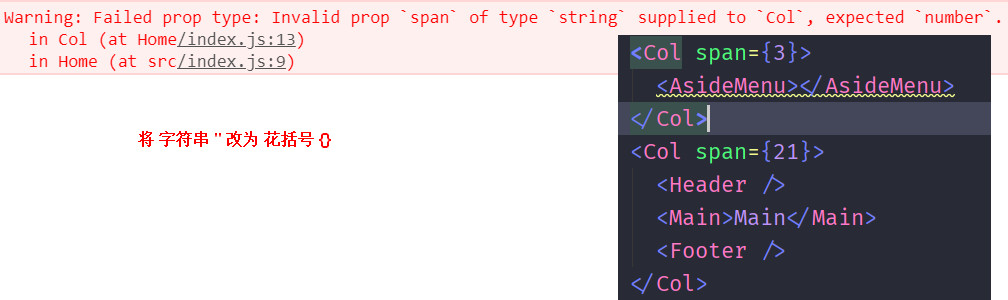 Warning: Failed prop type: Invalid prop `span` of type `string` supplied to `Col`, expected `number`.
in Col (at Home/index.js:13)
in Home (at src/index.js:9)
将 字符串 '' 改为 花括号 {}
<Col span={3}>
<AsideMenu></AsideMenu>
</Col>
<Col span={21}>
<Header />
<Main>Main</Main>
<Footer />
</Col>